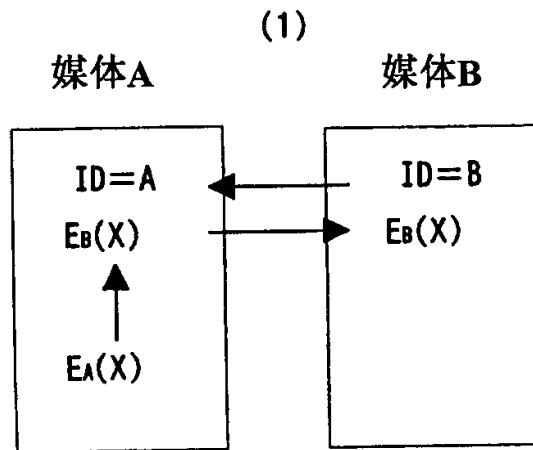 (1)
媒体A 媒体B
ID=A ID=B
EB(X) EB(X)
EA(X)